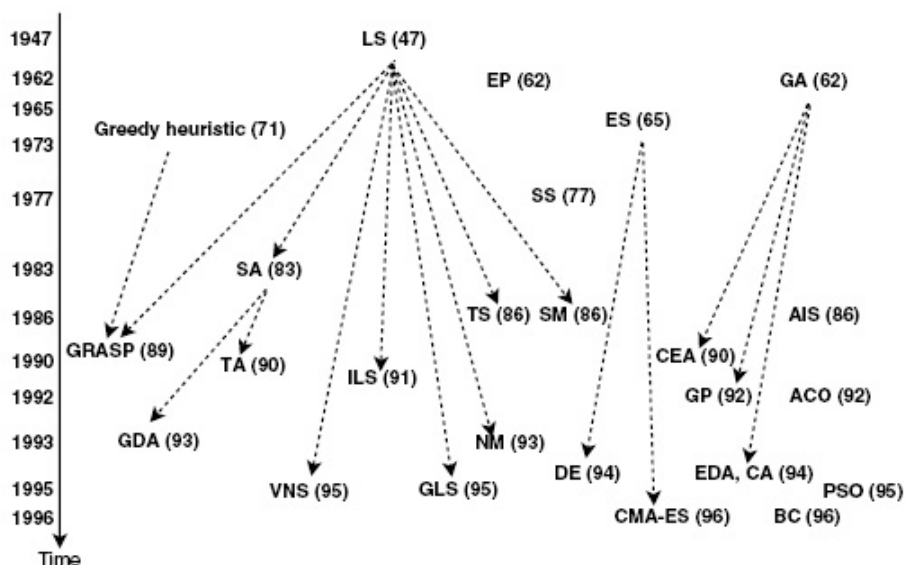 1947
LS (47)
1962
EP (62)
GA (62)
1965
ES (65)
Greedy heuristic (71)
1973
1977
SS (77)
1983
SA (83)
1986
TS (86)
SM (86)
AIS (86)
GRASP (89)
TA (90)
CEA (90)
1990
ILS (91)
1992
GP (92)
ACO (92)
1993
GDA (93)
NM (93)
DE (94)
EDA, CA (94)
1995
VNS (95)
GLS (95)
PSO (95)
1996
CMA-ES (96)
BC (96)
Time